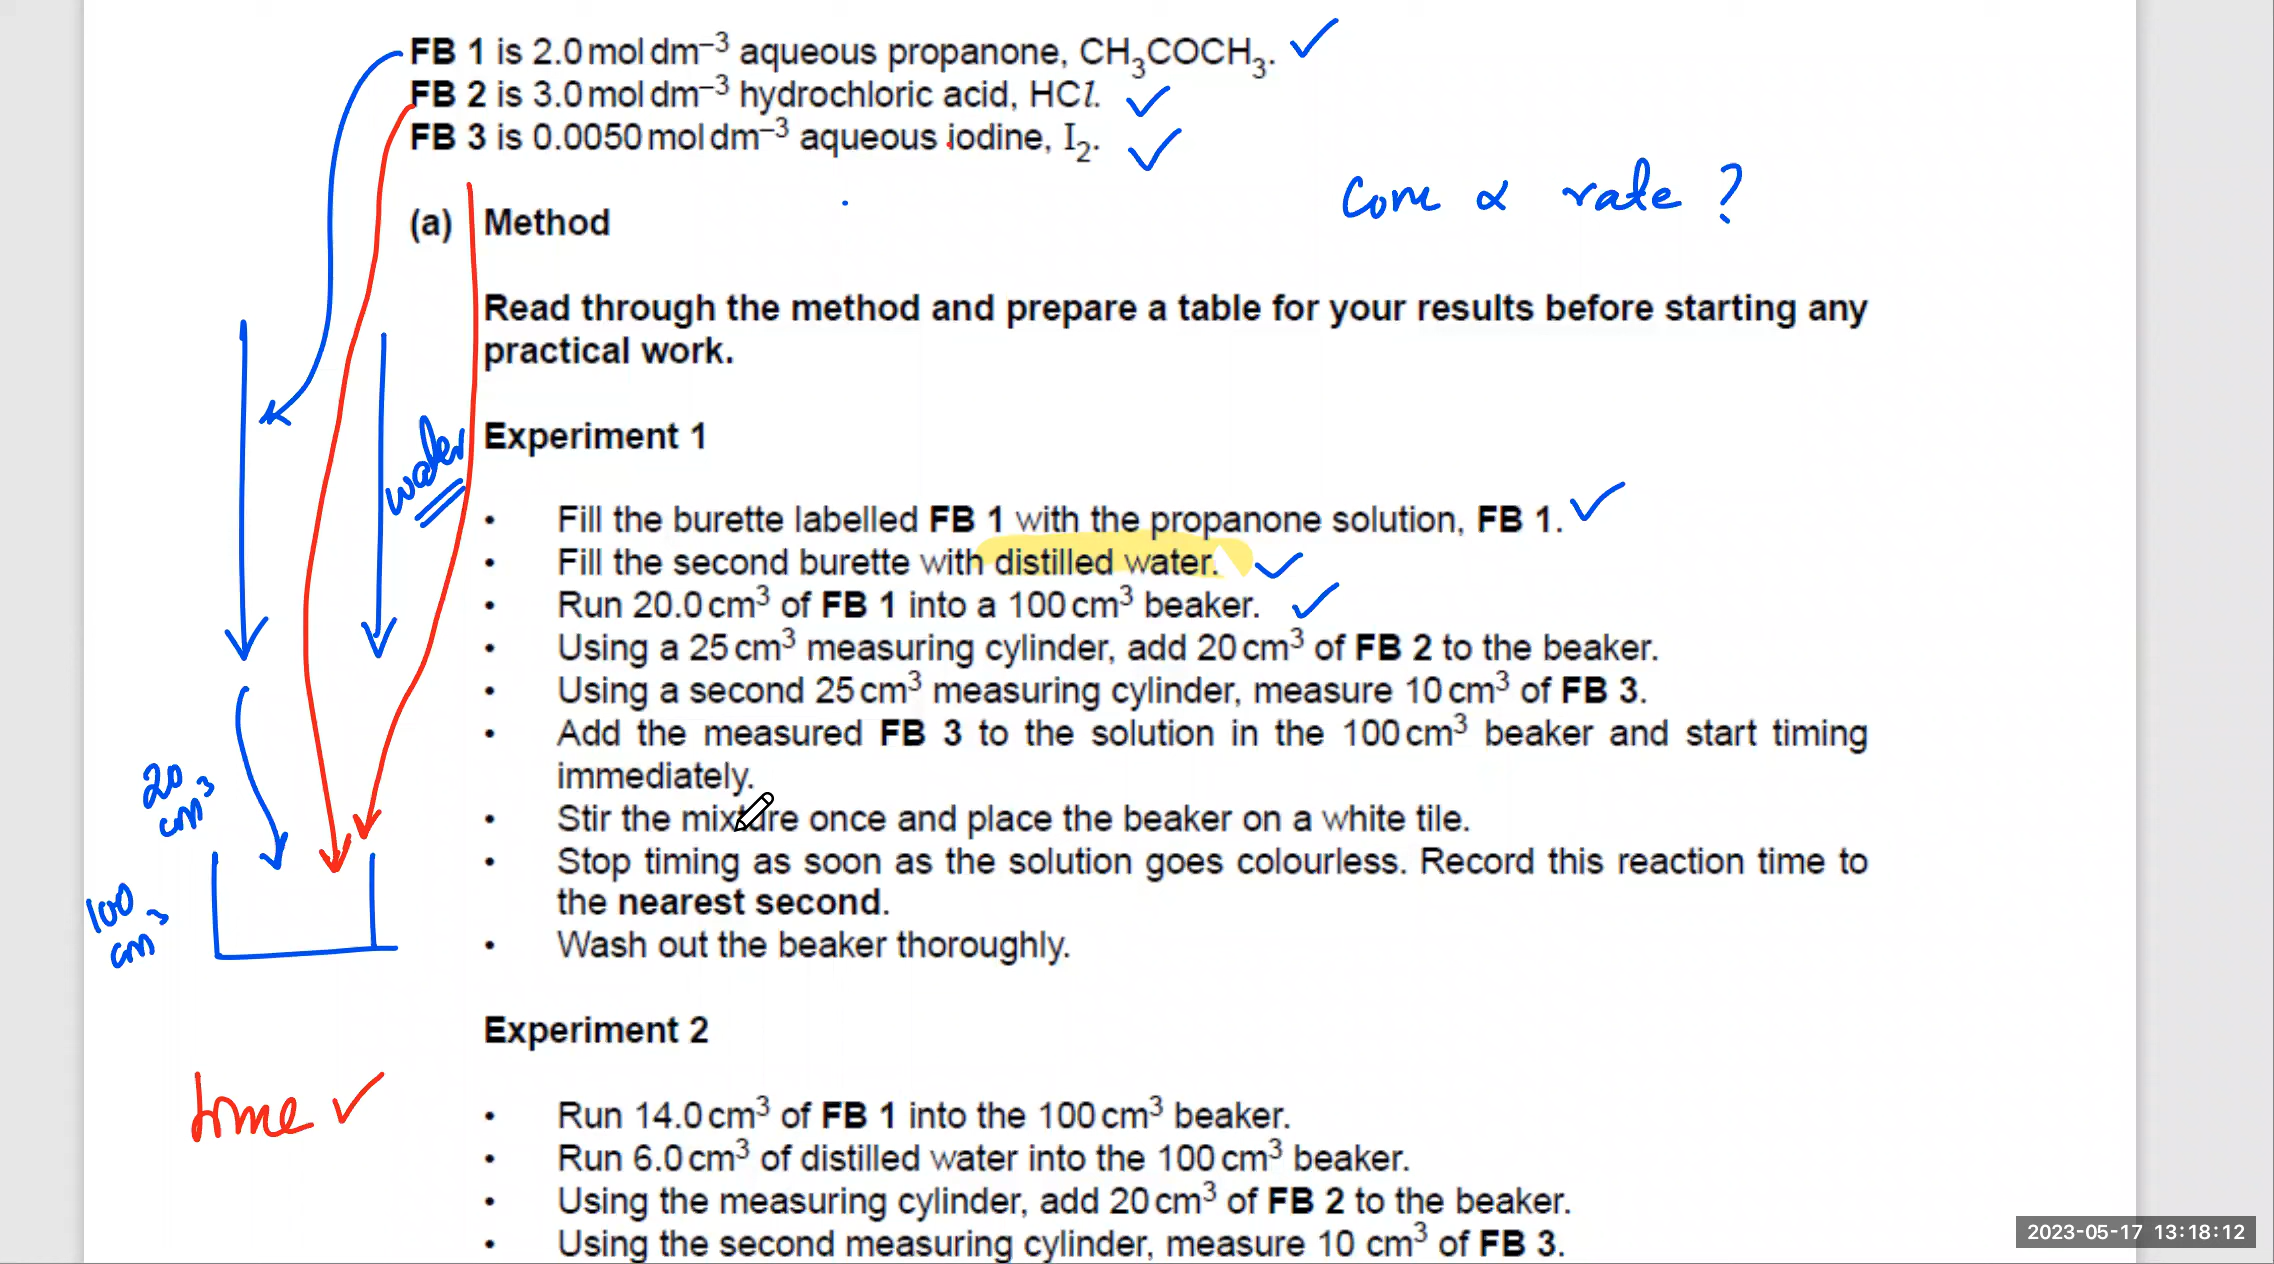 FB 1 is 2.0 mol dm⁻³ aqueous propanone, CH₃COCH₃.
FB 2 is 3.0 mol dm⁻³ hydrochloric acid, HCl.
FB 3 is 0.0050 mol dm⁻³ aqueous iodine, I₂.
Conc ∝ rate ?
(a) Method
Read through the method and prepare a table for your results before starting any
practical work.
water
Experiment 1
• Fill the burette labelled FB 1 with the propanone solution, FB 1.
• Fill the second burette with distilled water.
• Run 20.0 cm³ of FB 1 into a 100 cm³ beaker.
• Using a 25 cm³ measuring cylinder, add 20 cm³ of FB 2 to the beaker.
• Using a second 25 cm³ measuring cylinder, measure 10 cm³ of FB 3.
• Add the measured FB 3 to the solution in the 100 cm³ beaker and start timing
immediately.
20
cm³
• Stir the mixture once and place the beaker on a white tile.
• Stop timing as soon as the solution goes colourless. Record this reaction time to
the nearest second.
100
cm³
• Wash out the beaker thoroughly.
Experiment 2
time
• Run 14.0 cm³ of FB 1 into the 100 cm³ beaker.
• Run 6.0 cm³ of distilled water into the 100 cm³ beaker.
• Using the measuring cylinder, add 20 cm³ of FB 2 to the beaker.
• Using the second measuring cylinder, measure 10 cm³ of FB 3.
2023-05-17 13:18:12